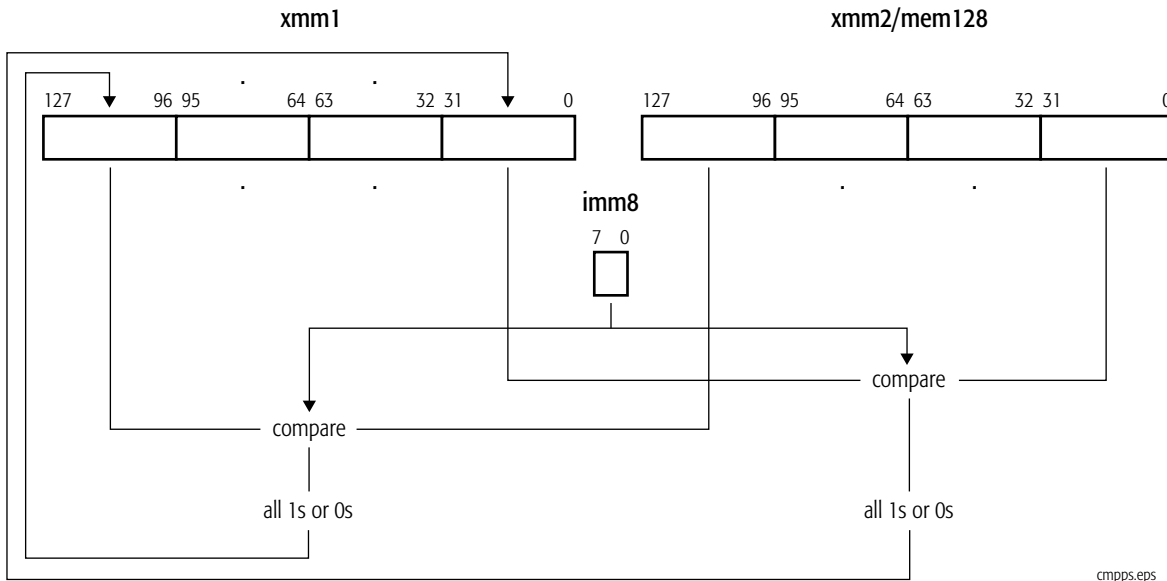 xmm1 xmm2/mem128
. .
127 96 95 64 63 32 31 0 127 96 95 64 63 32 31 0
. . . .
imm8
7 0
compare
compare
all 1s or 0s all 1s or 0s
cmpps.eps